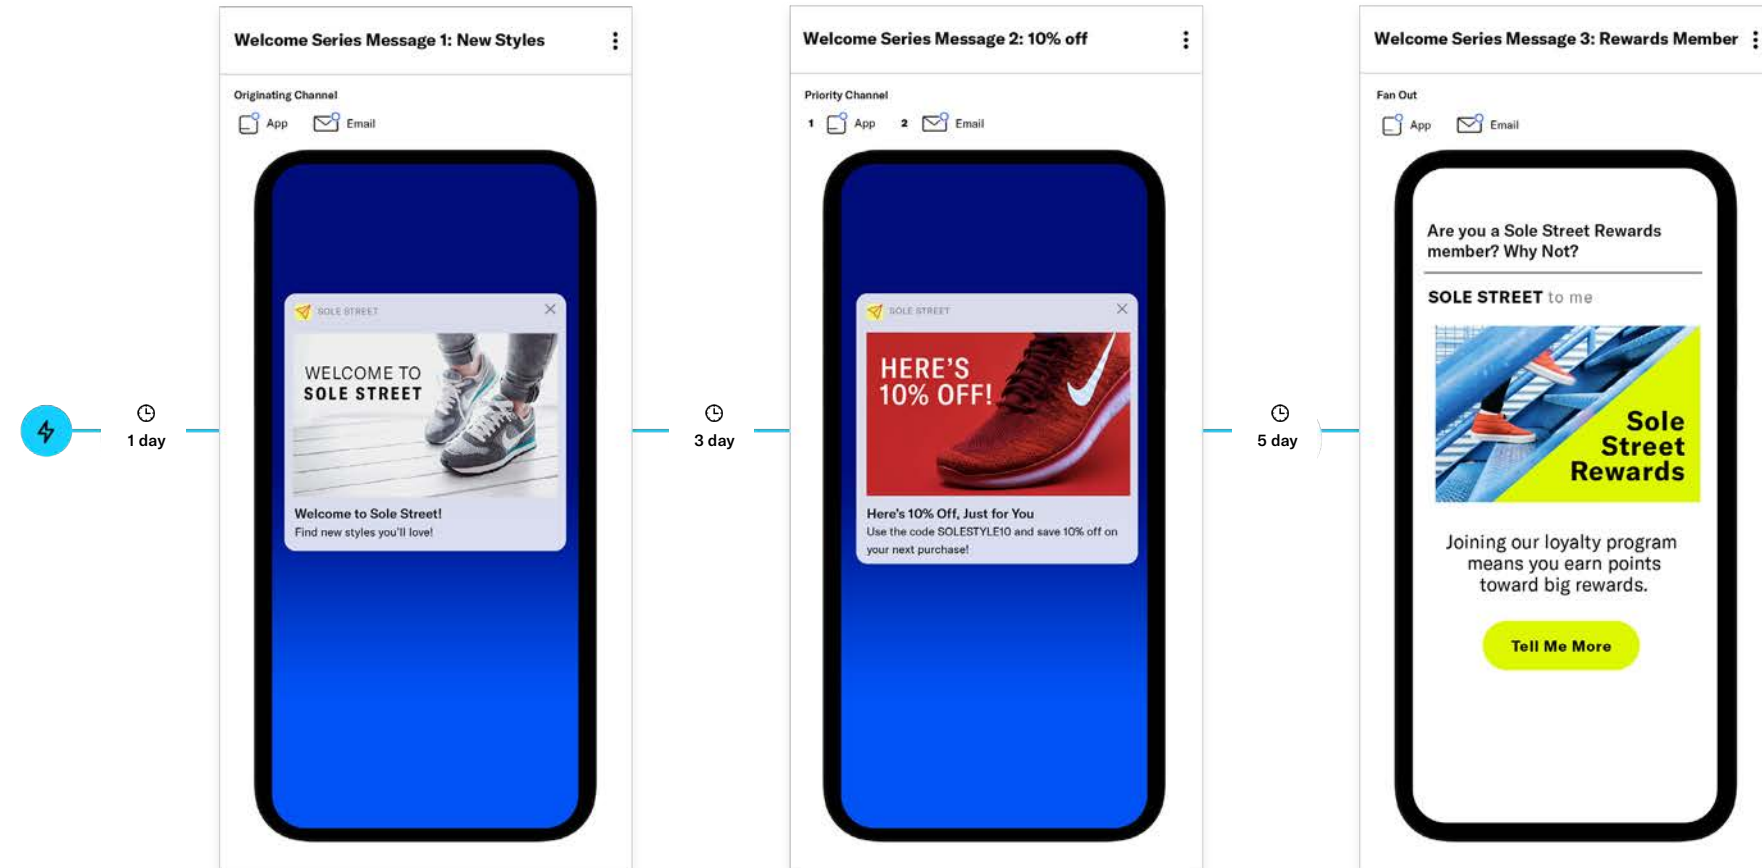 1 day
Welcome Series Message 1: New Styles
Originating Channel
App Email
SOLE STREET
WELCOME TO
SOLE STREET
Welcome to Sole Street!
Find new styles you'll love!
3 day
Welcome Series Message 2: 10% off
Priority Channel
1 App 2 Email
SOLE STREET
HERE'S
10% OFF!
Here's 10% Off, Just for You
Use the code SOLESTYLE10 and save 10% off on
your next purchase!
5 day
Welcome Series Message 3: Rewards Member
Fan Out
App Email
Are you a Sole Street Rewards
member? Why Not?
SOLE STREET to me
Sole
Street
Rewards
Joining our loyalty program
means you earn points
toward big rewards.
Tell Me More